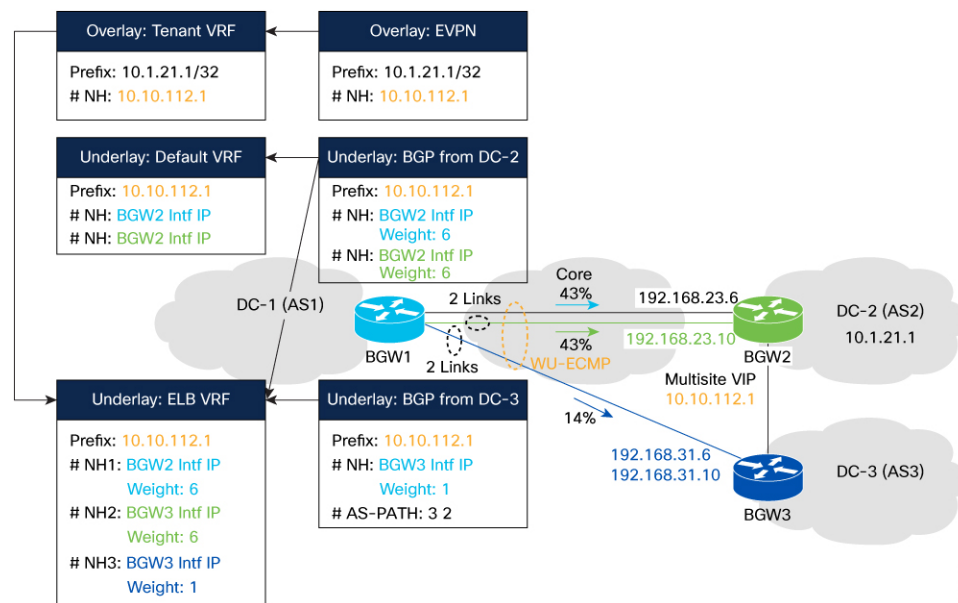 Overlay: Tenant VRF
Prefix: 10.1.21.1/32
# NH: 10.10.112.1
Overlay: EVPN
Prefix: 10.1.21.1/32
# NH: 10.10.112.1
Underlay: Default VRF
Prefix: 10.10.112.1
# NH: BGW2 Intf IP
# NH: BGW2 Intf IP
Underlay: BGP from DC-2
Prefix: 10.10.112.1
# NH: BGW2 Intf IP
Weight: 6
# NH: BGW2 Intf IP
Weight: 6
DC-1 (AS1)
BGW1
2 Links
2 Links
Core
43%
43%
WU-ECMP
14%
192.168.23.6
192.168.23.10
BGW2
DC-2 (AS2)
10.1.21.1
Multisite VIP
10.10.112.1
192.168.31.6
192.168.31.10
BGW3
DC-3 (AS3)
Underlay: ELB VRF
Prefix: 10.10.112.1
# NH1: BGW2 Intf IP
Weight: 6
# NH2: BGW3 Intf IP
Weight: 6
# NH3: BGW3 Intf IP
Weight: 1
Underlay: BGP from DC-3
Prefix: 10.10.112.1
# NH: BGW3 Intf IP
Weight: 1
# AS-PATH: 3 2